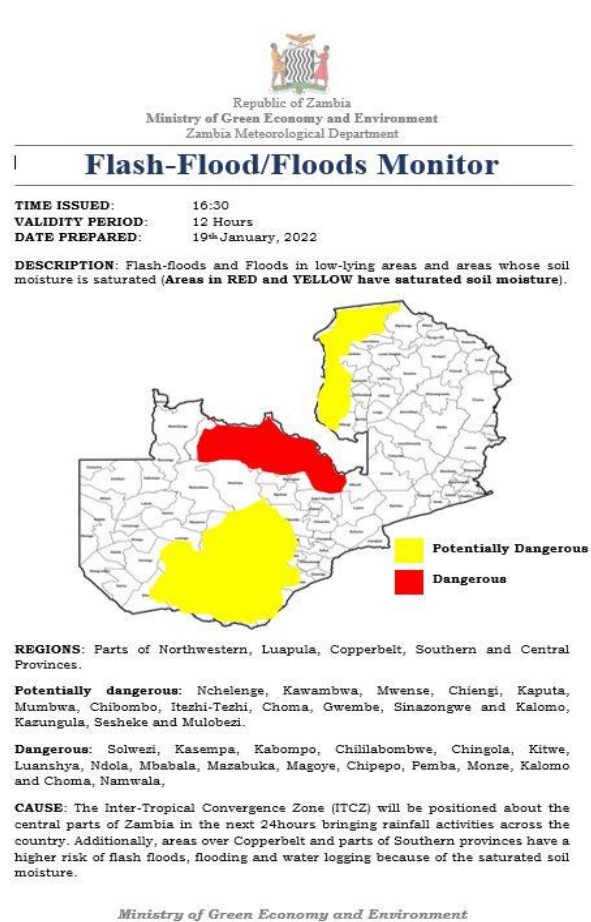 Republic of Zambia
Ministry of Green Economy and Environment
Zambia Meteorological Department
Flash-Flood/Floods Monitor
TIME ISSUED: 16:30
VALIDITY PERIOD: 12 Hours
DATE PREPARED: 19th January, 2022
DESCRIPTION: Flash-floods and Floods in low-lying areas and areas whose soil
moisture is saturated (Areas in RED and YELLOW have saturated soil moisture).
Potentially Dangerous
Dangerous
REGIONS: Parts of Northwestern, Luapula, Copperbelt, Southern and Central
Provinces.
Potentially dangerous: Nchelenge, Kawambwa, Mwense, Chiengi, Kaputa,
Mumbwa, Chibombo, Itezhi-Tezhi, Choma, Gwembe, Sinazongwe and Kalomo,
Kazungula, Sesheke and Mulobezi.
Dangerous: Solwezi, Kasempa, Kabompo, Chililabombwe, Chingola, Kitwe,
Luanshya, Ndola, Mbabala, Mazabuka, Magoye, Chipepo, Pemba, Monze, Kalomo
and Choma, Namwala,
CAUSE: The Inter-Tropical Convergence Zone (ITCZ) will be positioned about the
central parts of Zambia in the next 24hours bringing rainfall activities across the
country. Additionally, areas over Copperbelt and parts of Southern provinces have a
higher risk of flash floods, flooding and water logging because of the saturated soil
moisture.
Ministry of Green Economy and Environment